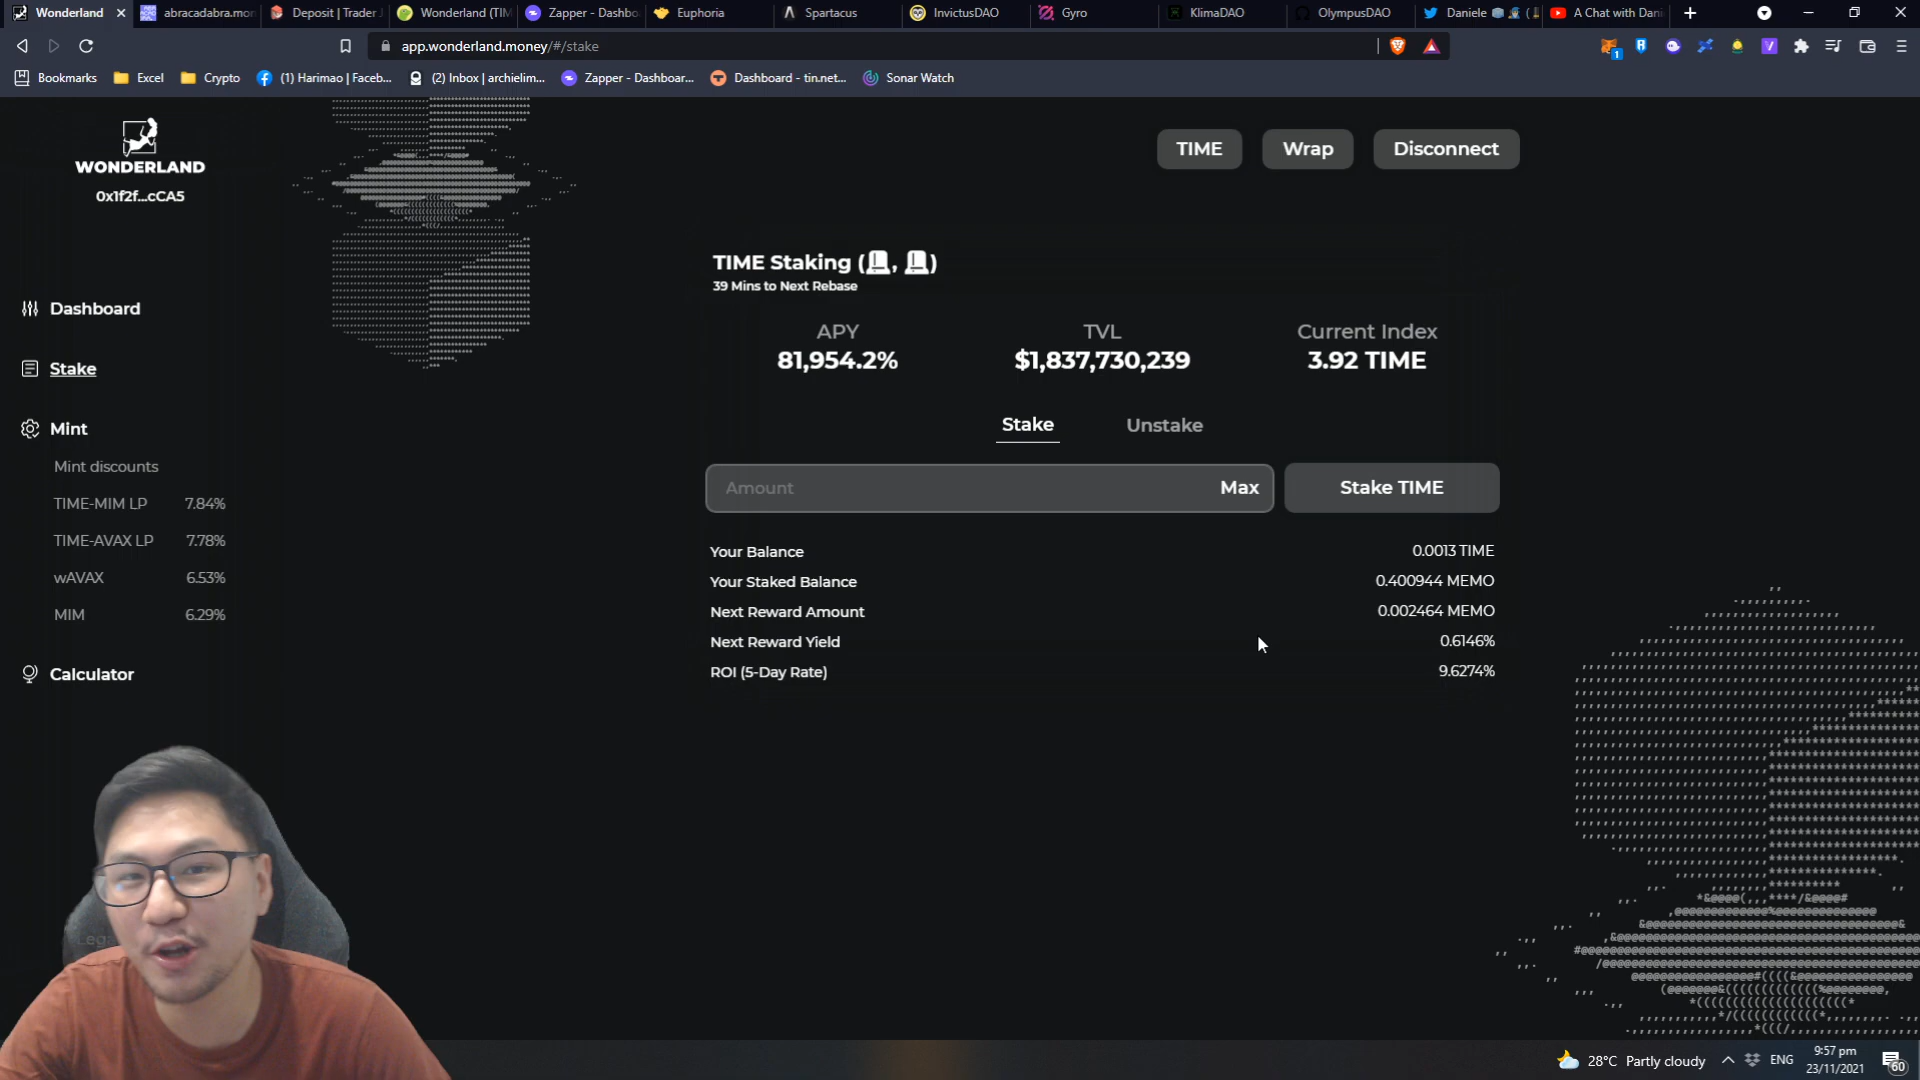 Wonderland
abracadabra.mon
Deposit | Trader J
Wonderland (TIM
Zapper - Dashbo
Euphoria
Spartacus
InvictusDAO
Gyro
KlimaDAO
OlympusDAO
Daniele
A Chat with Dani
app.wonderland.money/#/stake
1
Bookmarks
Excel
Crypto
(1) Harimao | Faceb...
(2) Inbox | archielim...
Zapper - Dashboar...
Dashboard - tin.net...
Sonar Watch
WONDERLAND
0x1f2f...cCA5
TIME
Wrap
Disconnect
Dashboard
Stake
Mint
Mint discounts
TIME-MIM LP 7.84%
TIME-AVAX LP 7.78%
wAVAX 6.53%
MIM 6.29%
Calculator
TIME Staking ( , )
39 Mins to Next Rebase
APY
81,954.2%
TVL
$1,837,730,239
Current Index
3.92 TIME
Stake
Unstake
Amount
Max
Stake TIME
Your Balance 0.0013 TIME
Your Staked Balance 0.400944 MEMO
Next Reward Amount 0.002464 MEMO
Next Reward Yield 0.6146%
ROI (5-Day Rate) 9.6274%
28°C Partly cloudy
ENG
9:57 pm
23/11/2021
60